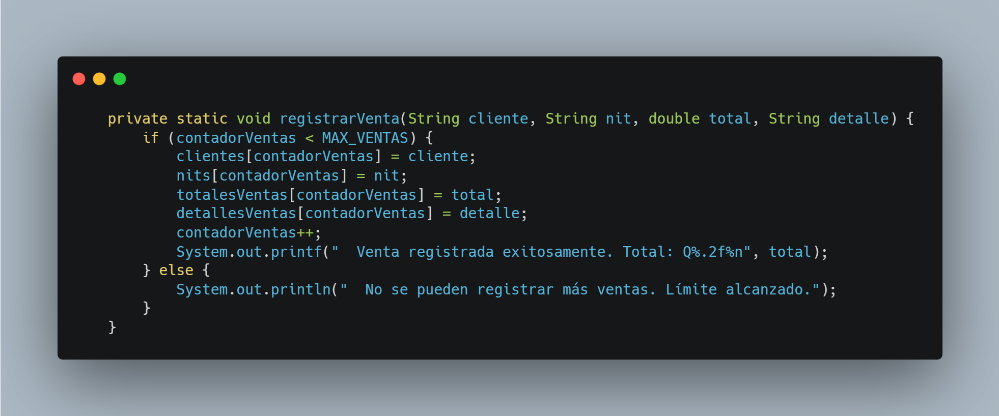 private static void registrarVenta(String cliente, String nit, double total, String detalle) {
    if (contadorVentas < MAX_VENTAS) {
        clientes[contadorVentas] = cliente;
        nits[contadorVentas] = nit;
        totalesVentas[contadorVentas] = total;
        detallesVentas[contadorVentas] = detalle;
        contadorVentas++;
        System.out.printf("  Venta registrada exitosamente. Total: Q%.2f%n", total);
    } else {
        System.out.println("  No se pueden registrar más ventas. Límite alcanzado.");
    }
}